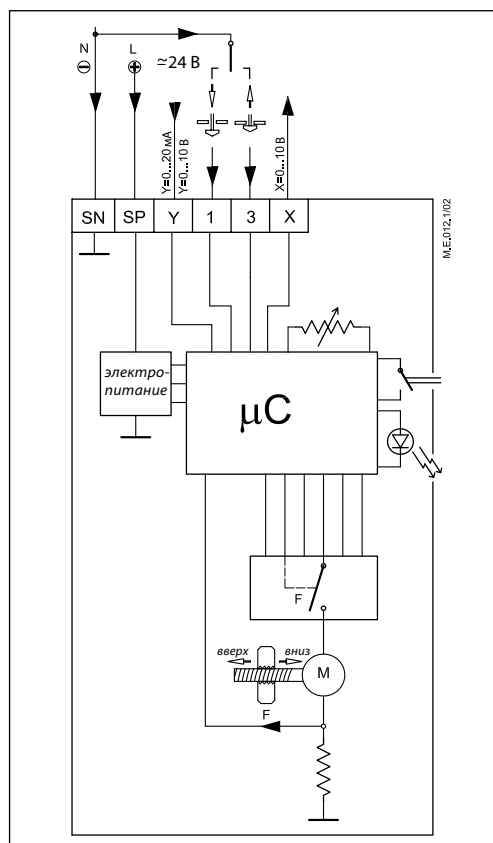 N L ≃24 В
⊖ ⊕
Y=0...20 мА
Y=0...10 В
X=0...10 В
M.E.012.1/02
SN SP Y 1 3 X
электро-
питание
μC
F
вверх вниз
M
F